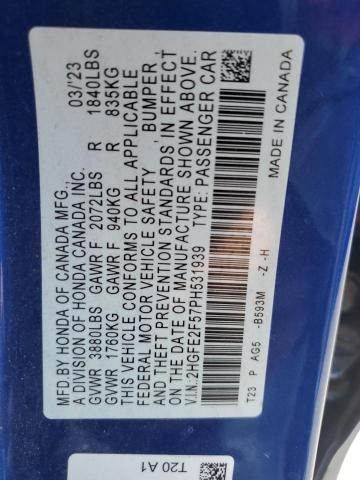 MFD.BY HONDA OF CANADA MFG., 03/23
A DIVISION OF HONDA CANADA INC.
GVWR 3880LBS GAWR F 2072LBS R 1840LBS
GVWR 1760KG GAWR F 940KG R 836KG
THIS VEHICLE CONFORMS TO ALL APPLICABLE
FEDERAL MOTOR VEHICLE SAFETY BUMPER,
AND THEFT PREVENTION STANDARDS IN EFFECT
ON THE DATE OF MANUFACTURE SHOWN ABOVE.
V.I.N.:2HGFE2F57PH531939 TYPE: PASSENGER CAR
T23 P AG5 -B593M -Z -H MADE IN CANADA
T20 A1